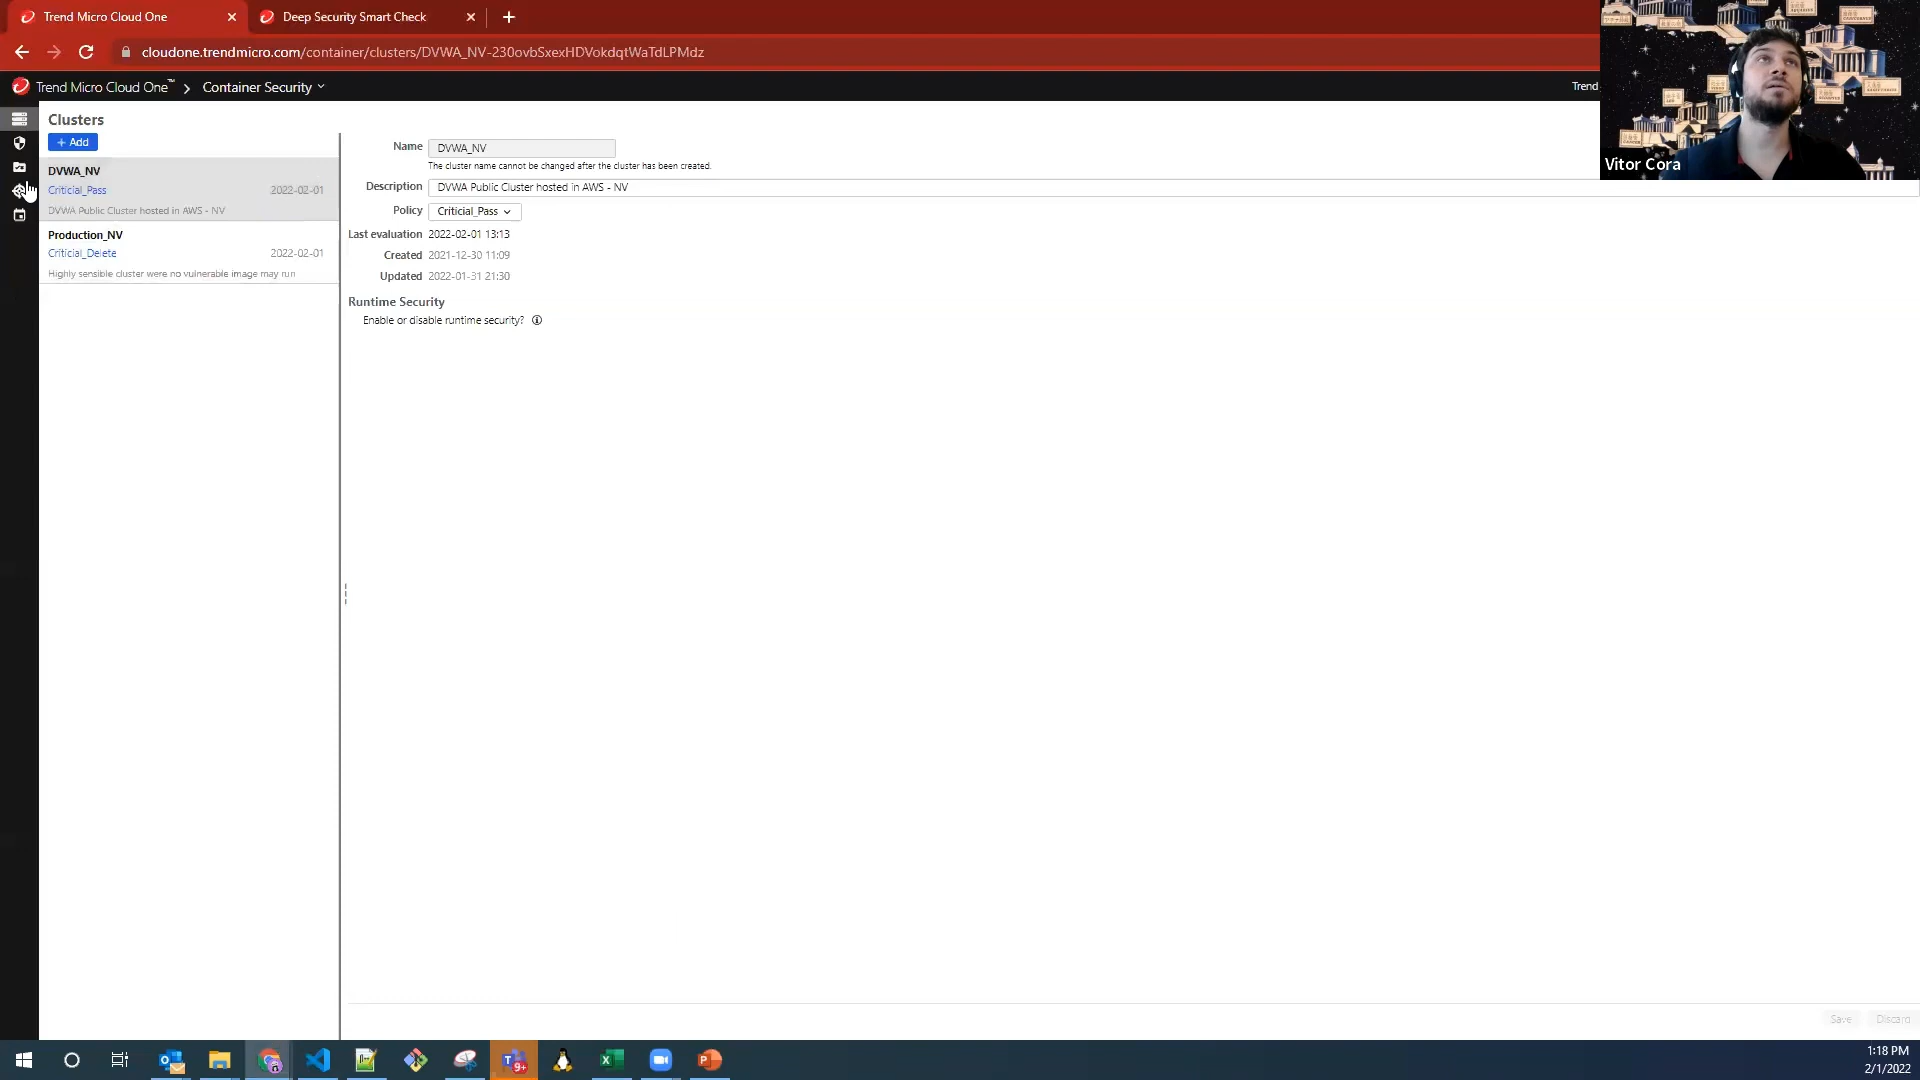 Trend Micro Cloud One
Deep Security Smart Check
cloudone.trendmicro.com/container/clusters/DVWA_NV-230ovbSxexHDVokdqtWaTdLPMdz
Trend Micro Cloud One™ > Container Security
Trend
Clusters
+ Add
DVWA_NV
Criticial_Pass 2022-02-01
DVWA Public Cluster hosted in AWS - NV
Production_NV
Criticial_Delete 2022-02-01
Highly sensible cluster were no vulnerable image may run
Name DVWA_NV
The cluster name cannot be changed after the cluster has been created.
Description DVWA Public Cluster hosted in AWS - NV
Policy Criticial_Pass
Last evaluation 2022-02-01 13:13
Created 2021-12-30 11:09
Updated 2022-01-31 21:30
Runtime Security
Enable or disable runtime security?
Vitor Cora
Save Discard
9+
1:18 PM
2/1/2022